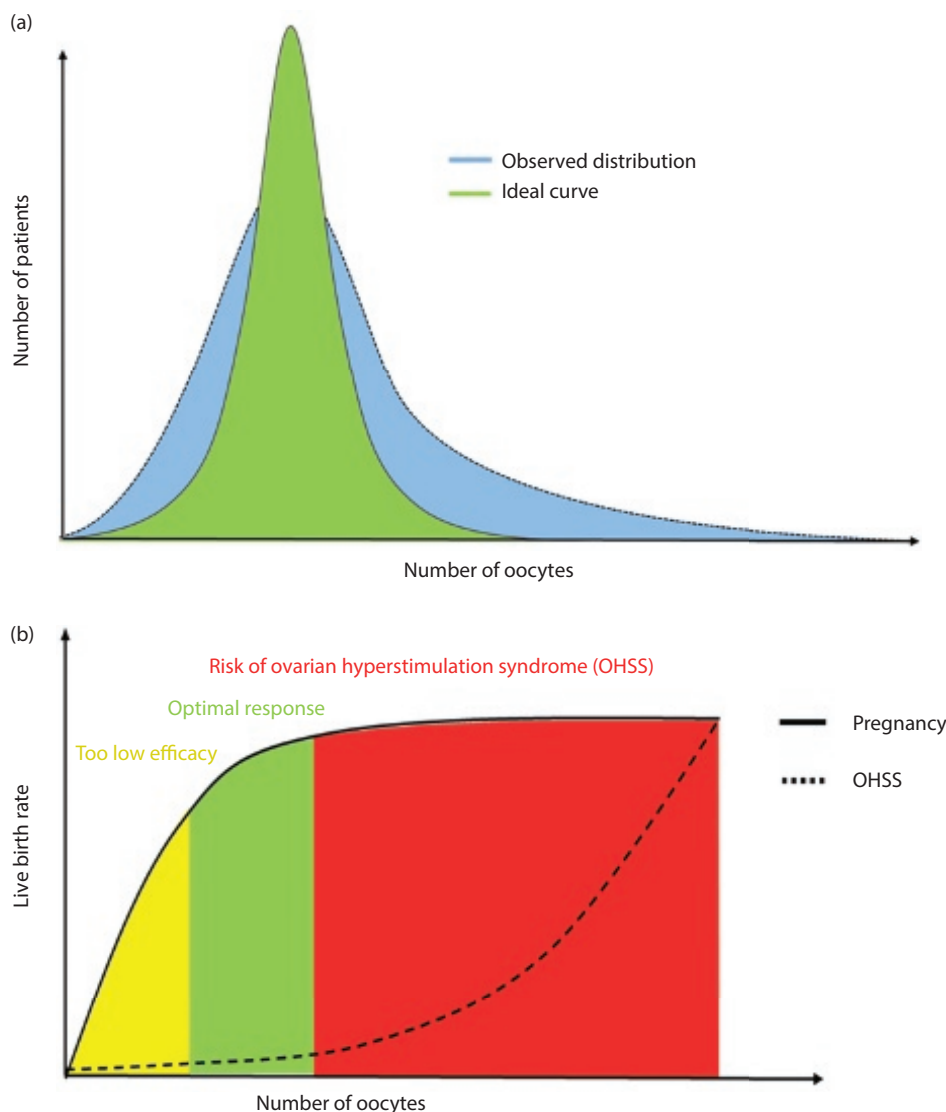 (a)
Observed distribution
Ideal curve
Number of patients
Number of oocytes
(b)
Risk of ovarian hyperstimulation syndrome (OHSS)
Optimal response
Too low efficacy
Pregnancy
OHSS
Live birth rate
Number of oocytes